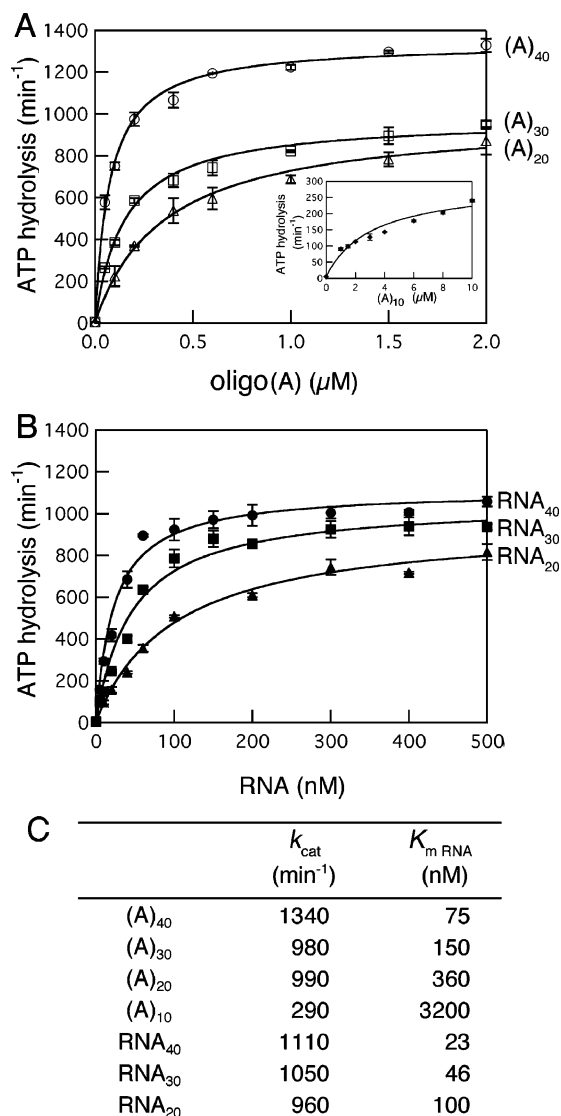 A
ATP hydrolysis (min⁻¹)
1400
1200
1000
800
600
400
200
0
0.0 0.5 1.0 1.5 2.0
oligo(A) (µM)
(A)₄₀
(A)₃₀
(A)₂₀
ATP hydrolysis
(min⁻¹)
300
250
200
150
100
50
0
0 2 4 6 8 10
(A)₁₀ (µM)
B
ATP hydrolysis (min⁻¹)
1400
1200
1000
800
600
400
200
0
0 100 200 300 400 500
RNA (nM)
RNA₄₀
RNA₃₀
RNA₂₀
C
kcat Km RNA
(min⁻¹) (nM)
(A)₄₀ 1340 75
(A)₃₀ 980 150
(A)₂₀ 990 360
(A)₁₀ 290 3200
RNA₄₀ 1110 23
RNA₃₀ 1050 46
RNA₂₀ 960 100